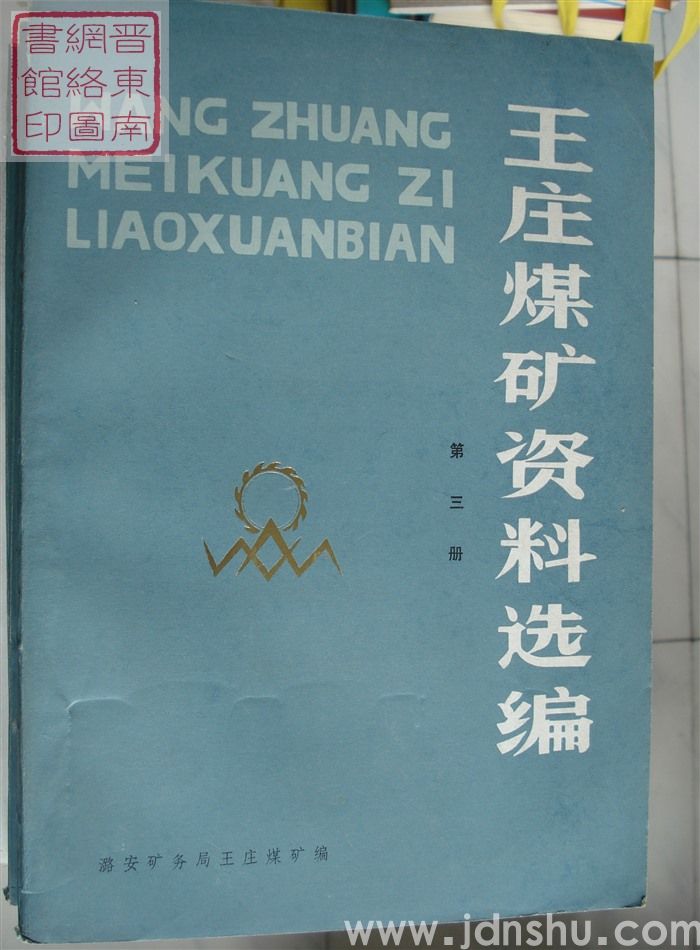 晋東南
網絡圖
書館印
WANG ZHUANG
MEIKUANG ZI
LIAOXUANBIAN
王庄煤矿资料选编
第三册
潞安矿务局王庄煤矿编
www.jdnshu.com